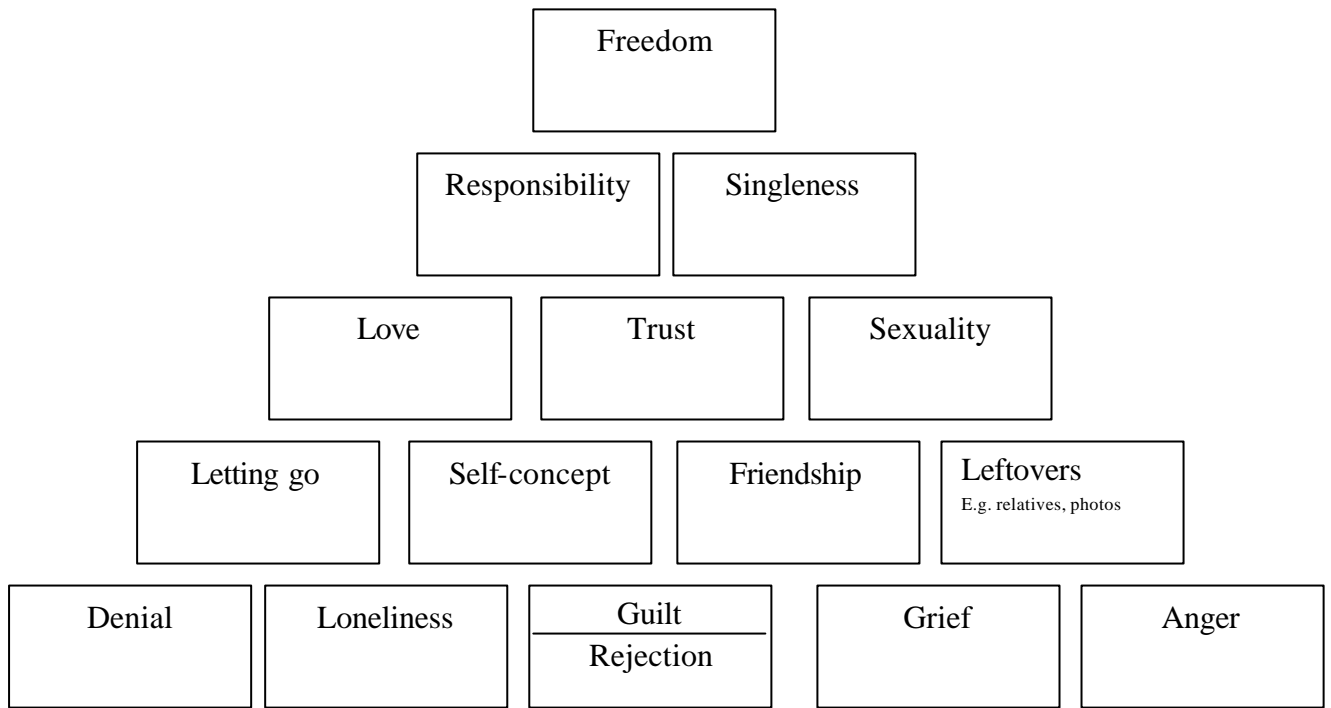 Freedom
Responsibility
Singleness
Love
Trust
Sexuality
Letting go
Self-concept
Friendship
Leftovers
E.g. relatives, photos
Denial
Loneliness
Guilt
Rejection
Grief
Anger